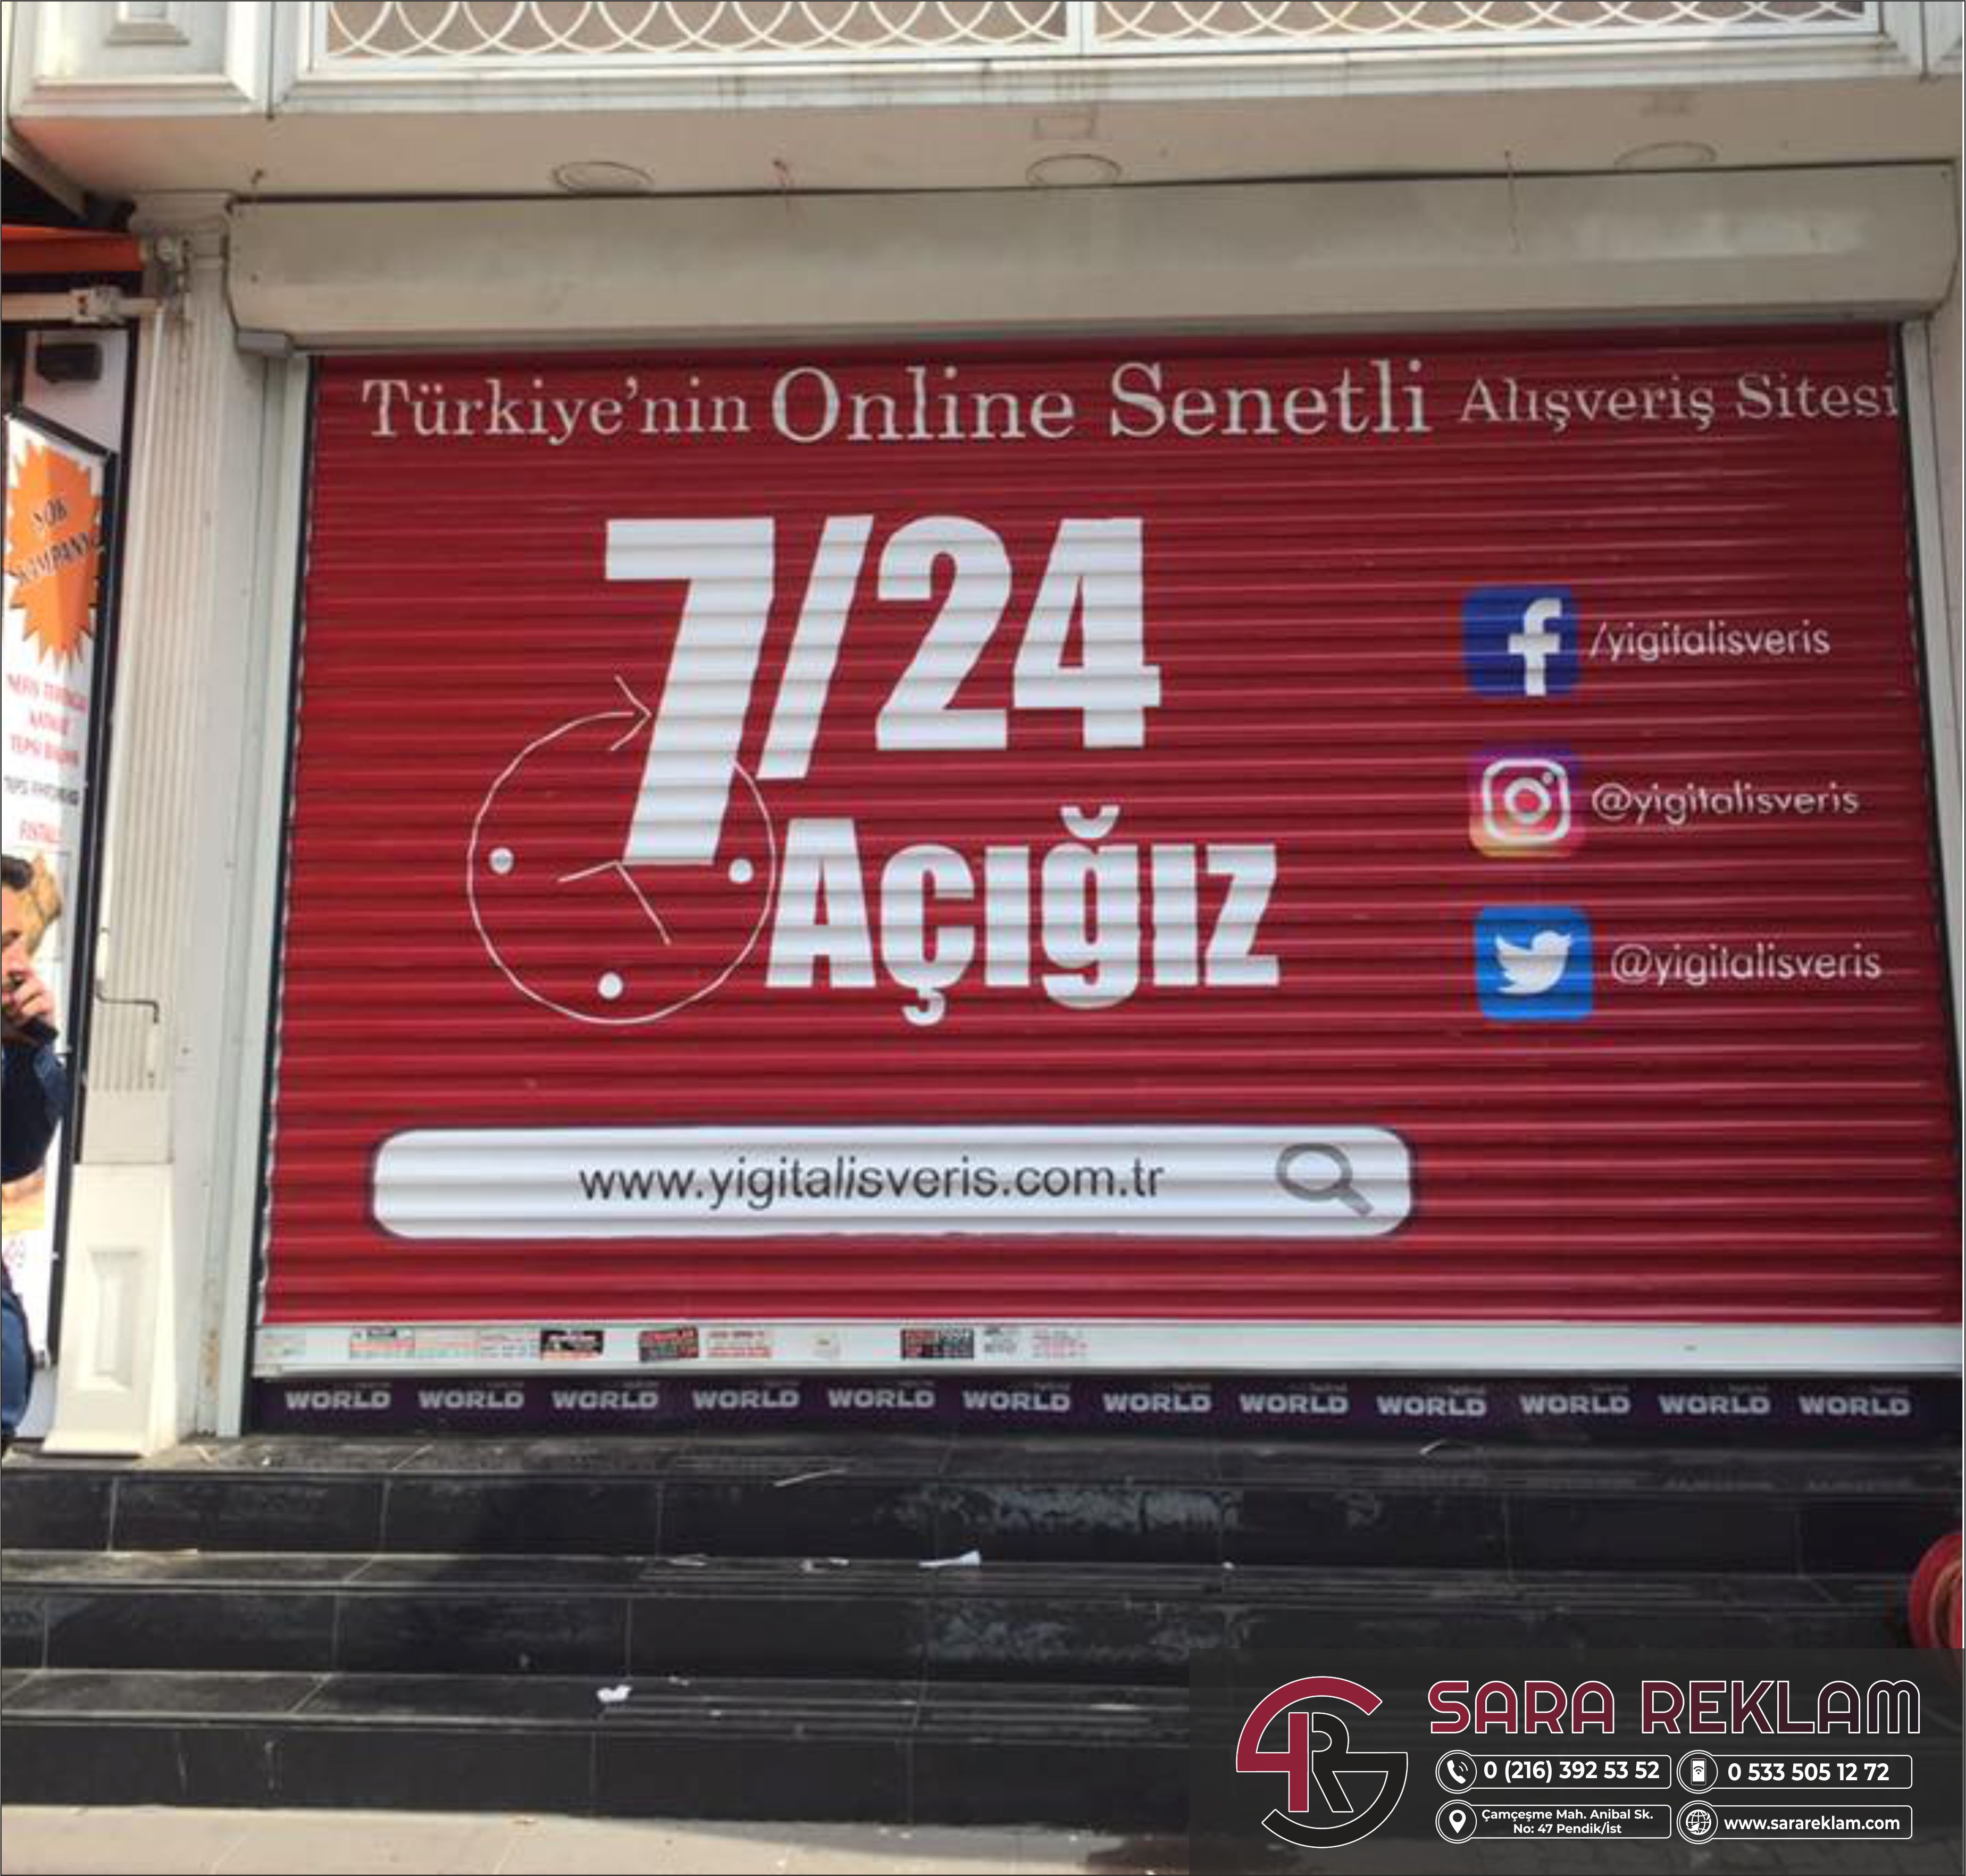 Türkiye'nin Online Senetli Alışveriş Sitesi
7/24
Açığız
/yigitalisveris
@yigitalisveris
@yigitalisveris
www.yigitalisveris.com.tr
WORLD WORLD WORLD WORLD WORLD WORLD WORLD WORLD WORLD WORLD WORLD WORLD
SARA REKLAM
0 (216) 392 53 52
0 533 505 12 72
Çamçeşme Mah. Anibal Sk.
No: 47 Pendik/İst
www.sarareklam.com